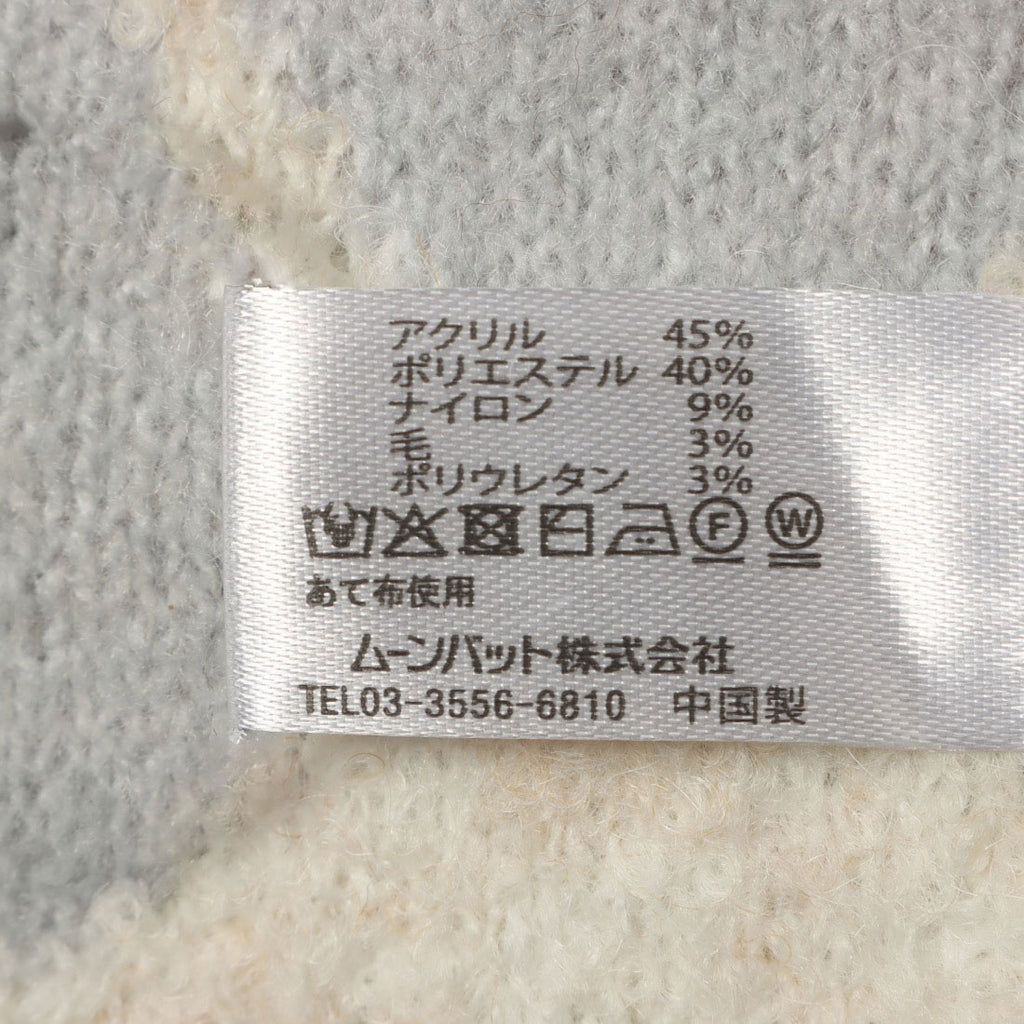 アクリル 45%
ポリエステル 40%
ナイロン 9%
毛 3%
ポリウレタン 3%
F W
あて布使用
ムーンバット株式会社
TEL03-3556-6810 中国製